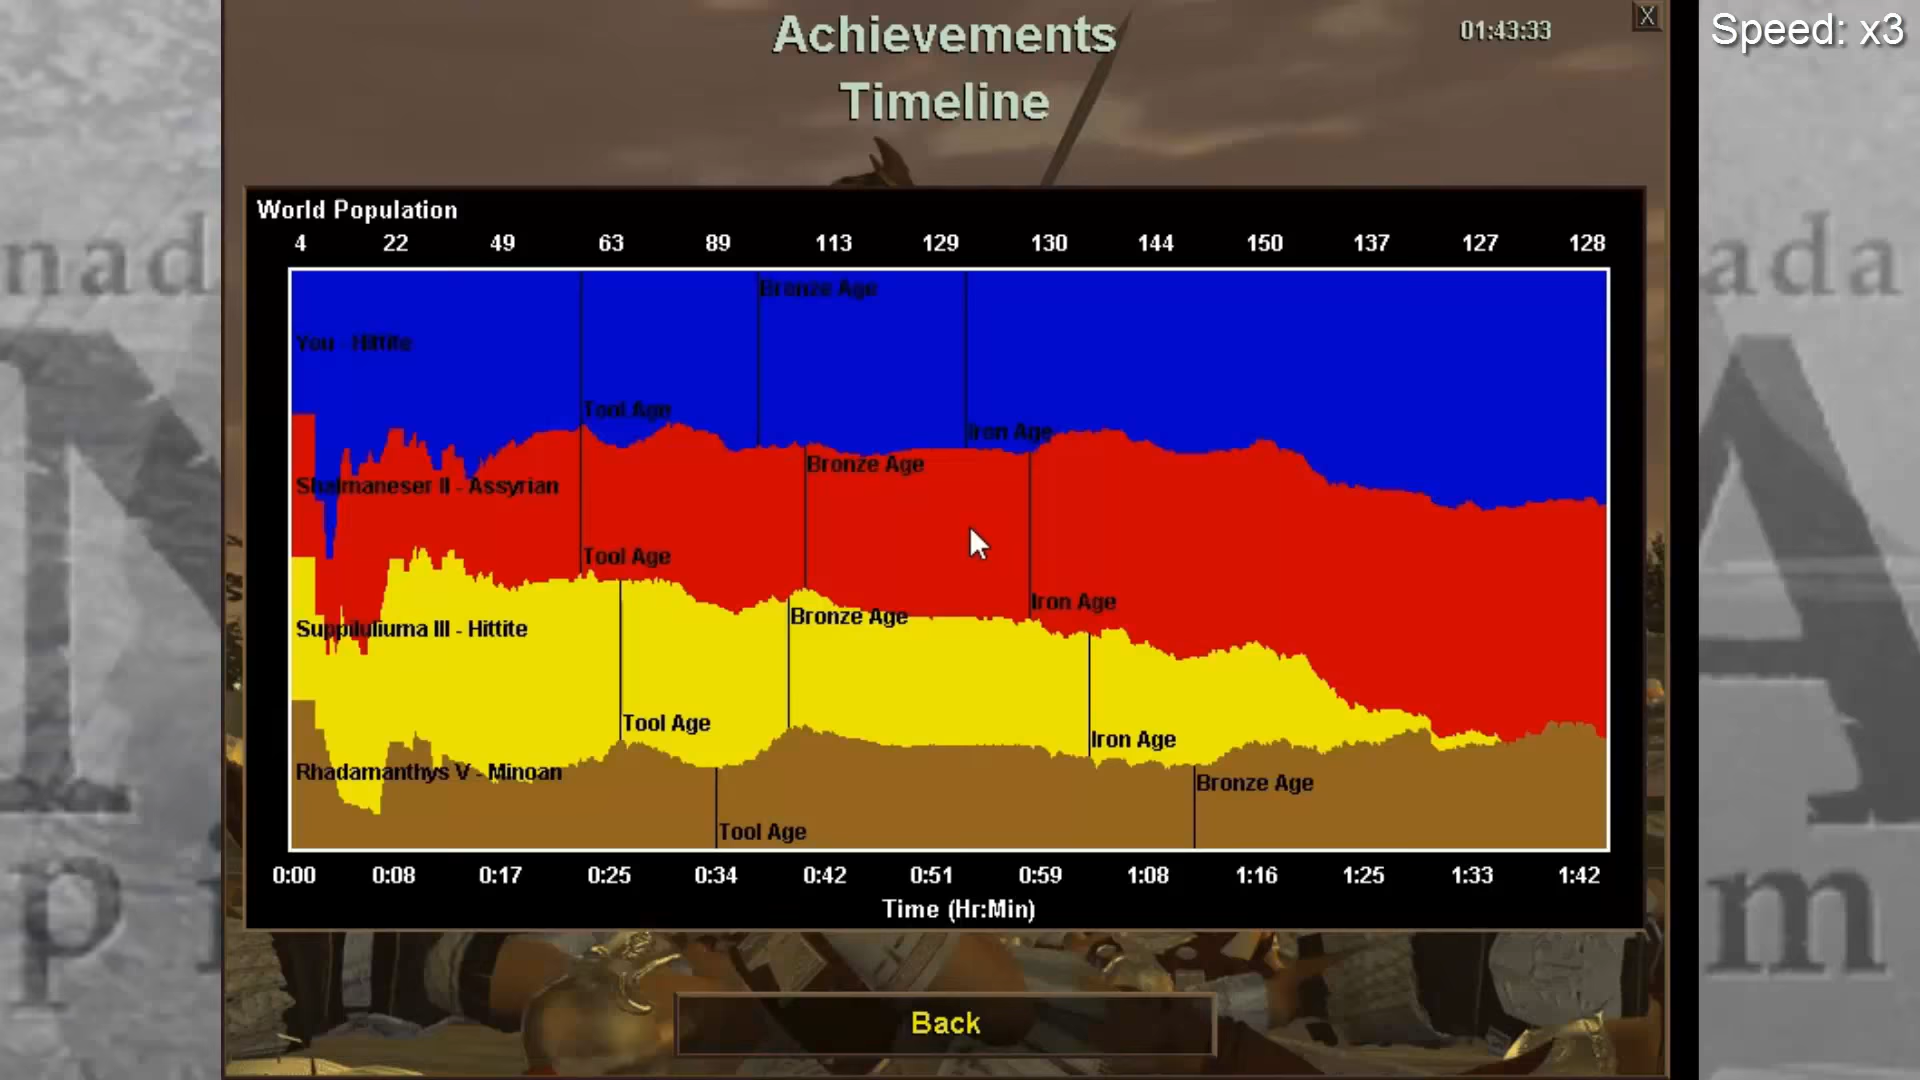 Achievements
Timeline
01:43:33
X
Speed: x3
World Population
4 22 49 63 89 113 129 130 144 150 137 127 128
Bronze Age
You - Hittite
Tool Age
Iron Age
Bronze Age
Shalmaneser II - Assyrian
Tool Age
Iron Age
Bronze Age
Suppiluliuma III - Hittite
Tool Age
Iron Age
Rhadamanthys V - Minoan
Bronze Age
Tool Age
0:00 0:08 0:17 0:25 0:34 0:42 0:51 0:59 1:08 1:16 1:25 1:33 1:42
Time (Hr:Min)
Back